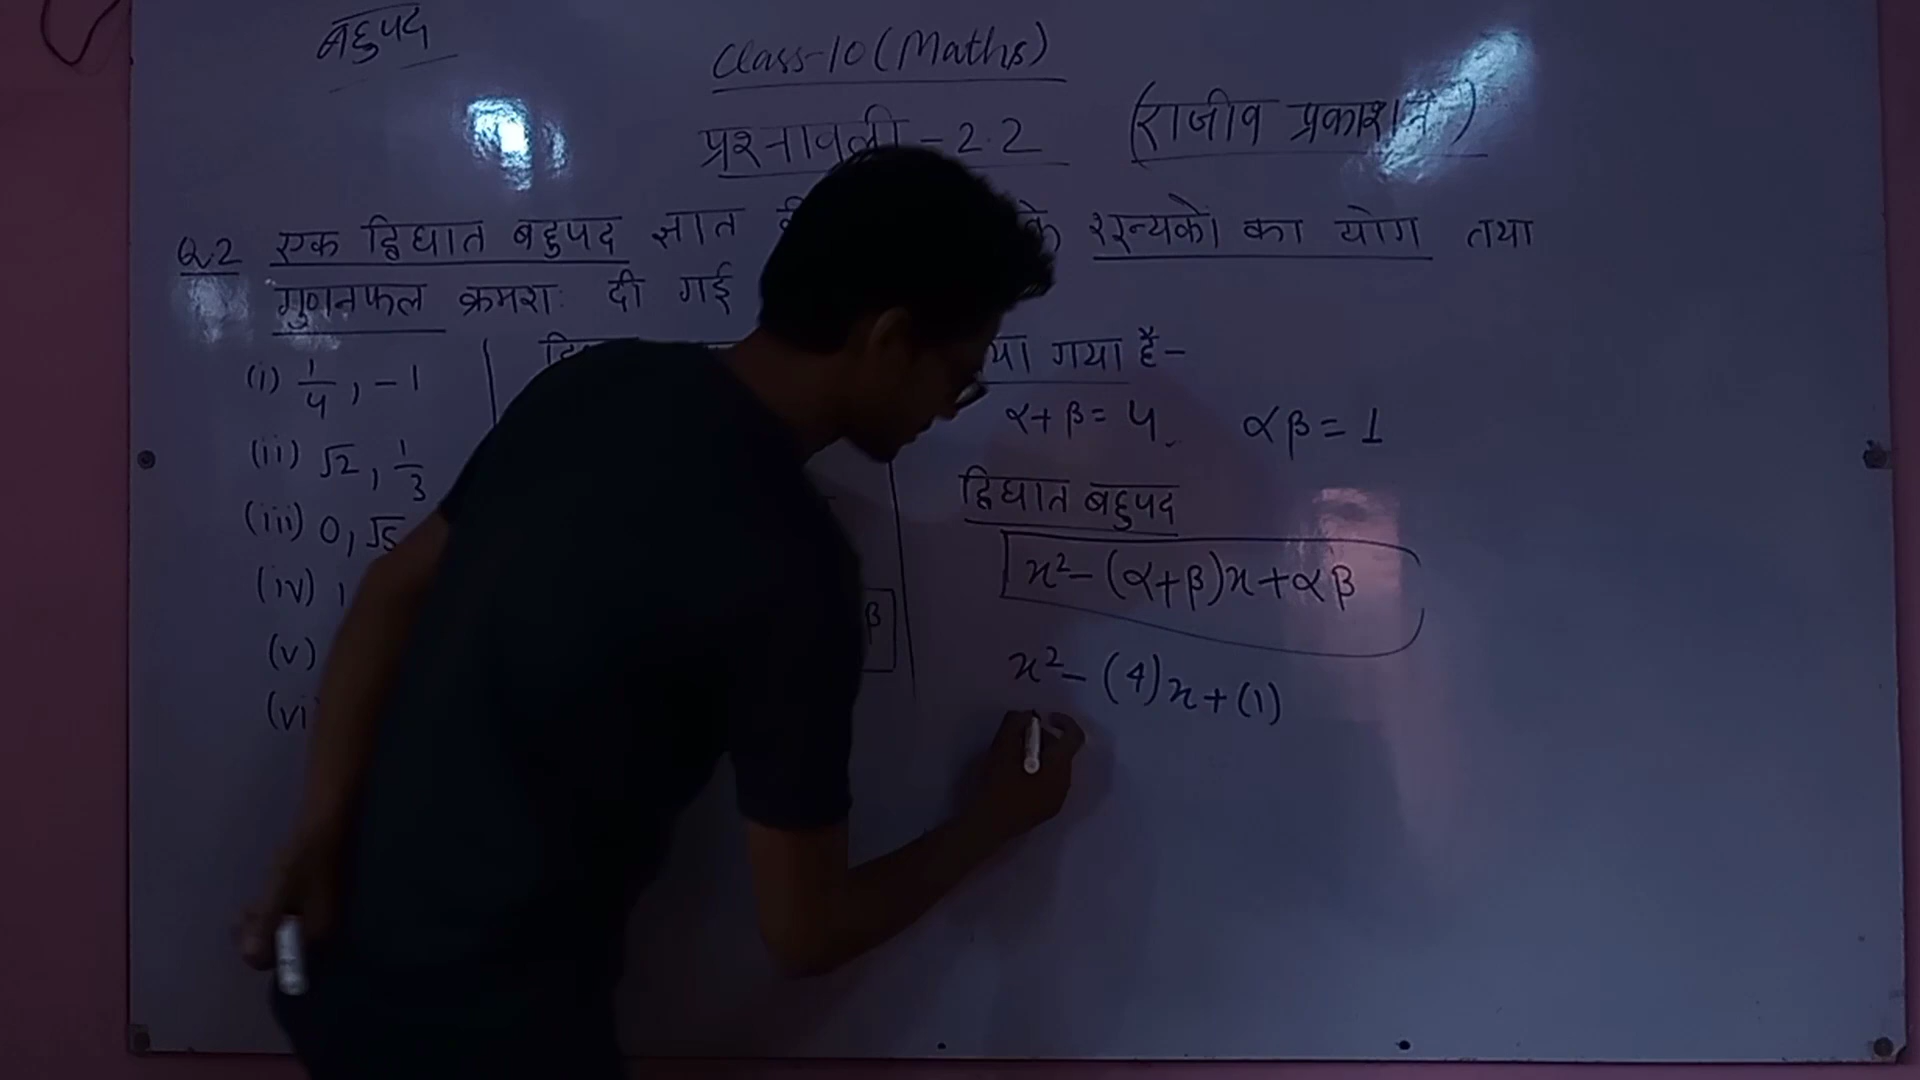 बहुपद
Class-10 (Maths)
प्रश्नावली - 2.2 (राजीव प्रकाशन)
Q.2 एक द्विघात बहुपद ज्ञात के शून्यकों का योग तथा
गुणनफल क्रमशः दी गई
गया है-
(i) 1/4, -1
(ii) √2, 1/3
(iii) 0, √5
(iv) 1
(v)
(vi)
β
α+β = 4 αβ = 1
द्विघात बहुपद
x²-(α+β)x+αβ
x²-(4)x+(1)